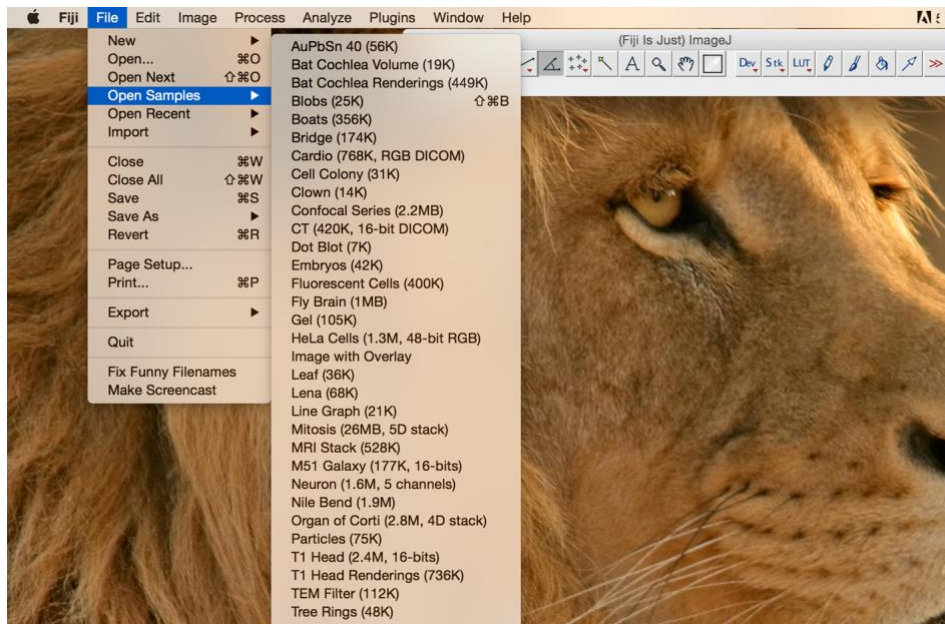 Fiji File Edit Image Process Analyze Plugins Window Help
(Fiji Is Just) ImageJ
Dev Stk LUT
New
Open... ⌘O
Open Next ⇧⌘O
Open Samples
Open Recent
Import
Close ⌘W
Close All ⇧⌘W
Save ⌘S
Save As
Revert ⌘R
Page Setup...
Print... ⌘P
Export
Quit
Fix Funny Filenames
Make Screencast
AuPbSn 40 (56K)
Bat Cochlea Volume (19K)
Bat Cochlea Renderings (449K)
Blobs (25K) ⇧⌘B
Boats (356K)
Bridge (174K)
Cardio (768K, RGB DICOM)
Cell Colony (31K)
Clown (14K)
Confocal Series (2.2MB)
CT (420K, 16-bit DICOM)
Dot Blot (7K)
Embryos (42K)
Fluorescent Cells (400K)
Fly Brain (1MB)
Gel (105K)
HeLa Cells (1.3M, 48-bit RGB)
Image with Overlay
Leaf (36K)
Lena (68K)
Line Graph (21K)
Mitosis (26MB, 5D stack)
MRI Stack (528K)
M51 Galaxy (177K, 16-bits)
Neuron (1.6M, 5 channels)
Nile Bend (1.9M)
Organ of Corti (2.8M, 4D stack)
Particles (75K)
T1 Head (2.4M, 16-bits)
T1 Head Renderings (736K)
TEM Filter (112K)
Tree Rings (48K)